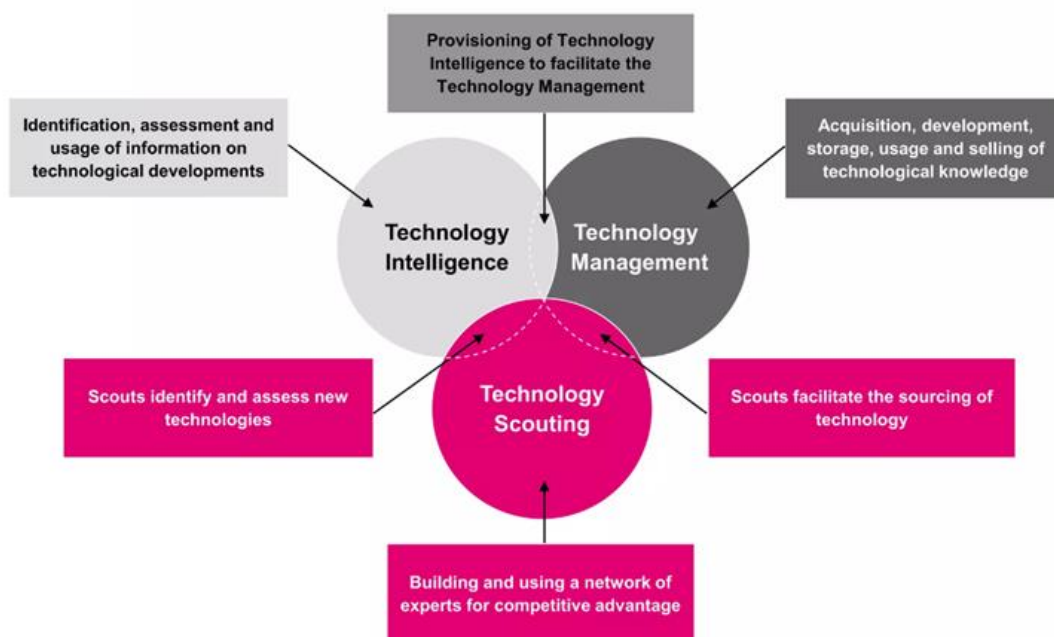 Provisioning of Technology
Intelligence to facilitate the
Technology Management
Identification, assessment and
usage of information on
technological developments
Acquisition, development,
storage, usage and selling of
technological knowledge
Technology
Intelligence
Technology
Management
Scouts identify and assess new
technologies
Technology
Scouting
Scouts facilitate the sourcing of
technology
Building and using a network of
experts for competitive advantage